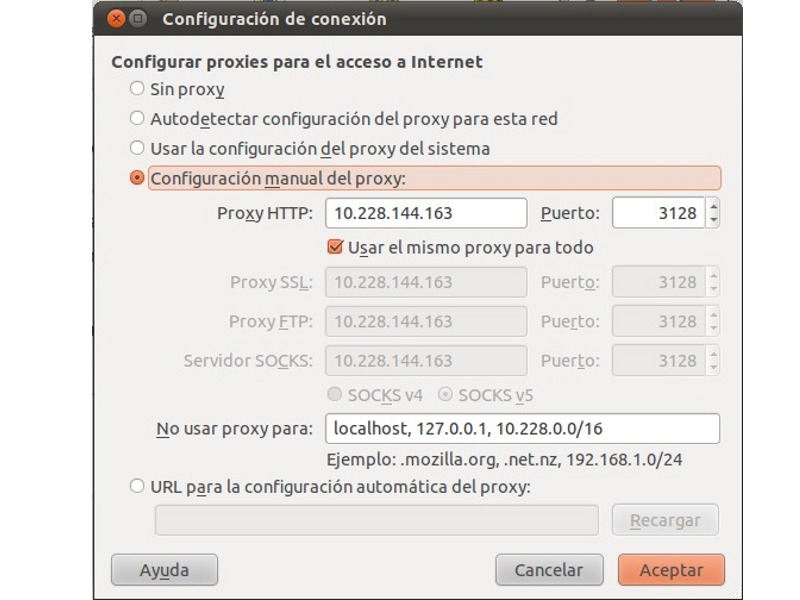 Configuración de conexión
Configurar proxies para el acceso a Internet
Sin proxy
Autodetectar configuración del proxy para esta red
Usar la configuración del proxy del sistema
Configuración manual del proxy:
Proxy HTTP: 10.228.144.163 Puerto: 3128
Usar el mismo proxy para todo
Proxy SSL: 10.228.144.163 Puerto: 3128
Proxy FTP: 10.228.144.163 Puerto: 3128
Servidor SOCKS: 10.228.144.163 Puerto: 3128
SOCKS v4 SOCKS v5
No usar proxy para: localhost, 127.0.0.1, 10.228.0.0/16
Ejemplo: .mozilla.org, .net.nz, 192.168.1.0/24
URL para la configuración automática del proxy:
Recargar
Ayuda Cancelar Aceptar